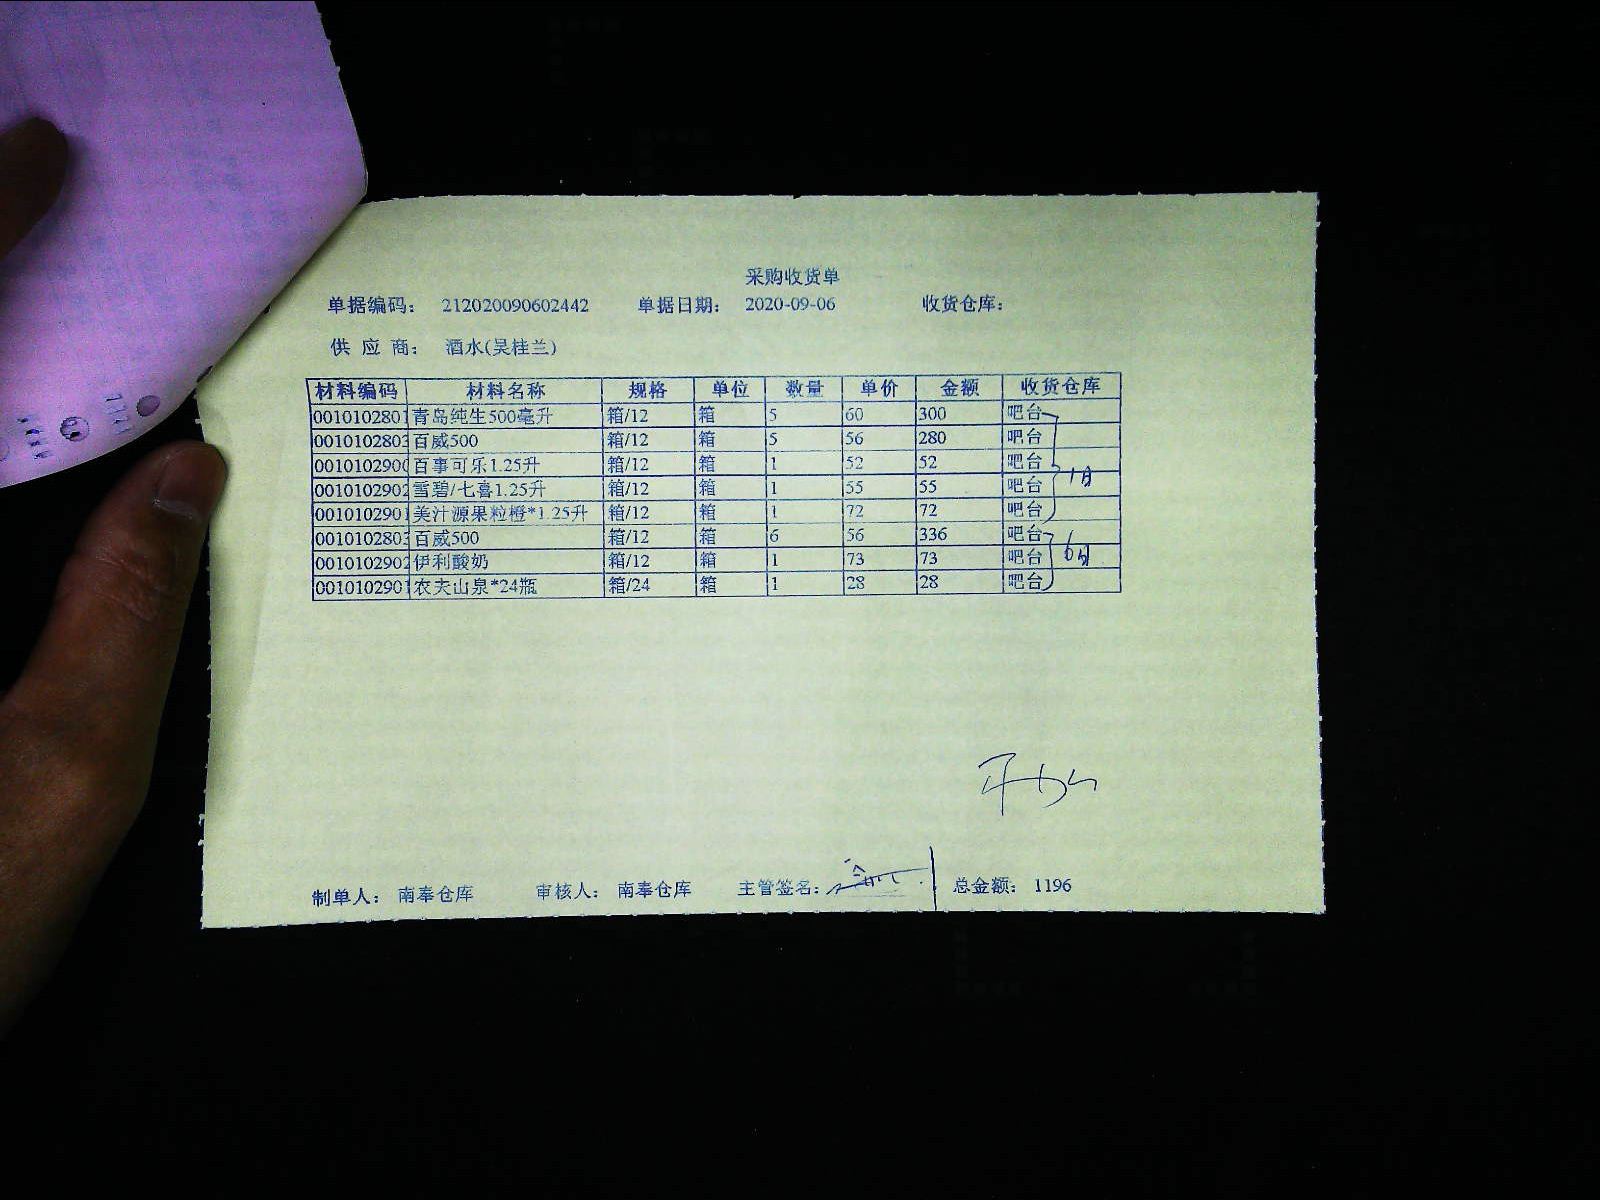 采购收货单
单据编码： 212020090602442 单据日期： 2020-09-06 收货仓库：
供 应 商： 酒水(吴桂兰)
材料编码 材料名称 规格 单位 数量 单价 金额 收货仓库
0010102801 青岛纯生500毫升 箱/12 箱 5 60 300 吧台
0010102803 百威500 箱/12 箱 5 56 280 吧台
0010102900 百事可乐1.25升 箱/12 箱 1 52 52 吧台
0010102902 雪碧/七喜1.25升 箱/12 箱 1 55 55 吧台
0010102901 美汁源果粒橙*1.25升 箱/12 箱 1 72 72 吧台
0010102803 百威500 箱/12 箱 6 56 336 吧台
0010102902 伊利酸奶 箱/12 箱 1 73 73 吧台
0010102901 农夫山泉*24瓶 箱/24 箱 1 28 28 吧台
制单人： 南奉仓库 审核人： 南奉仓库 主管签名： 总金额： 1196